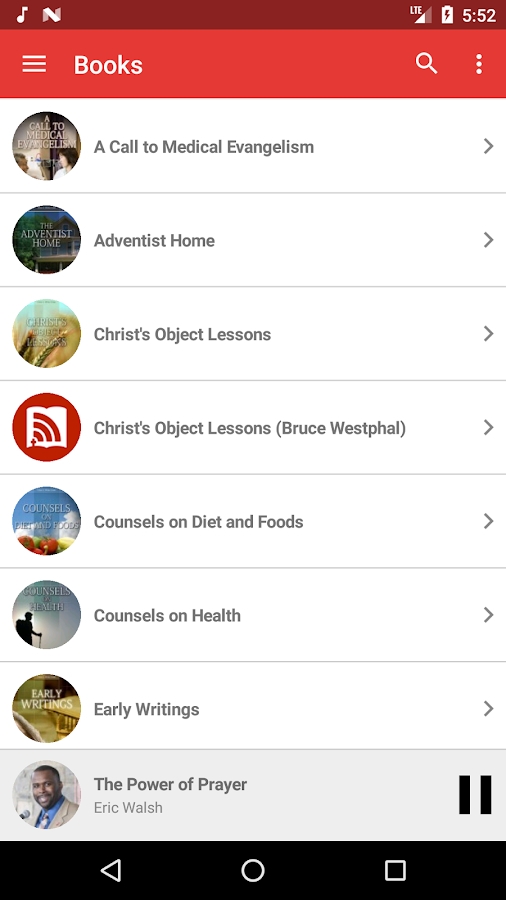 LTE 5:52
Books
A CALL TO MEDICAL EVANGELISM
A Call to Medical Evangelism
THE ADVENTIST HOME
Adventist Home
CHRIST'S OBJECT LESSONS
Christ's Object Lessons
Christ's Object Lessons (Bruce Westphal)
COUNSELS ON DIET AND FOODS
Counsels on Diet and Foods
COUNSELS ON HEALTH
Counsels on Health
EARLY WRITINGS
Early Writings
The Power of Prayer
Eric Walsh